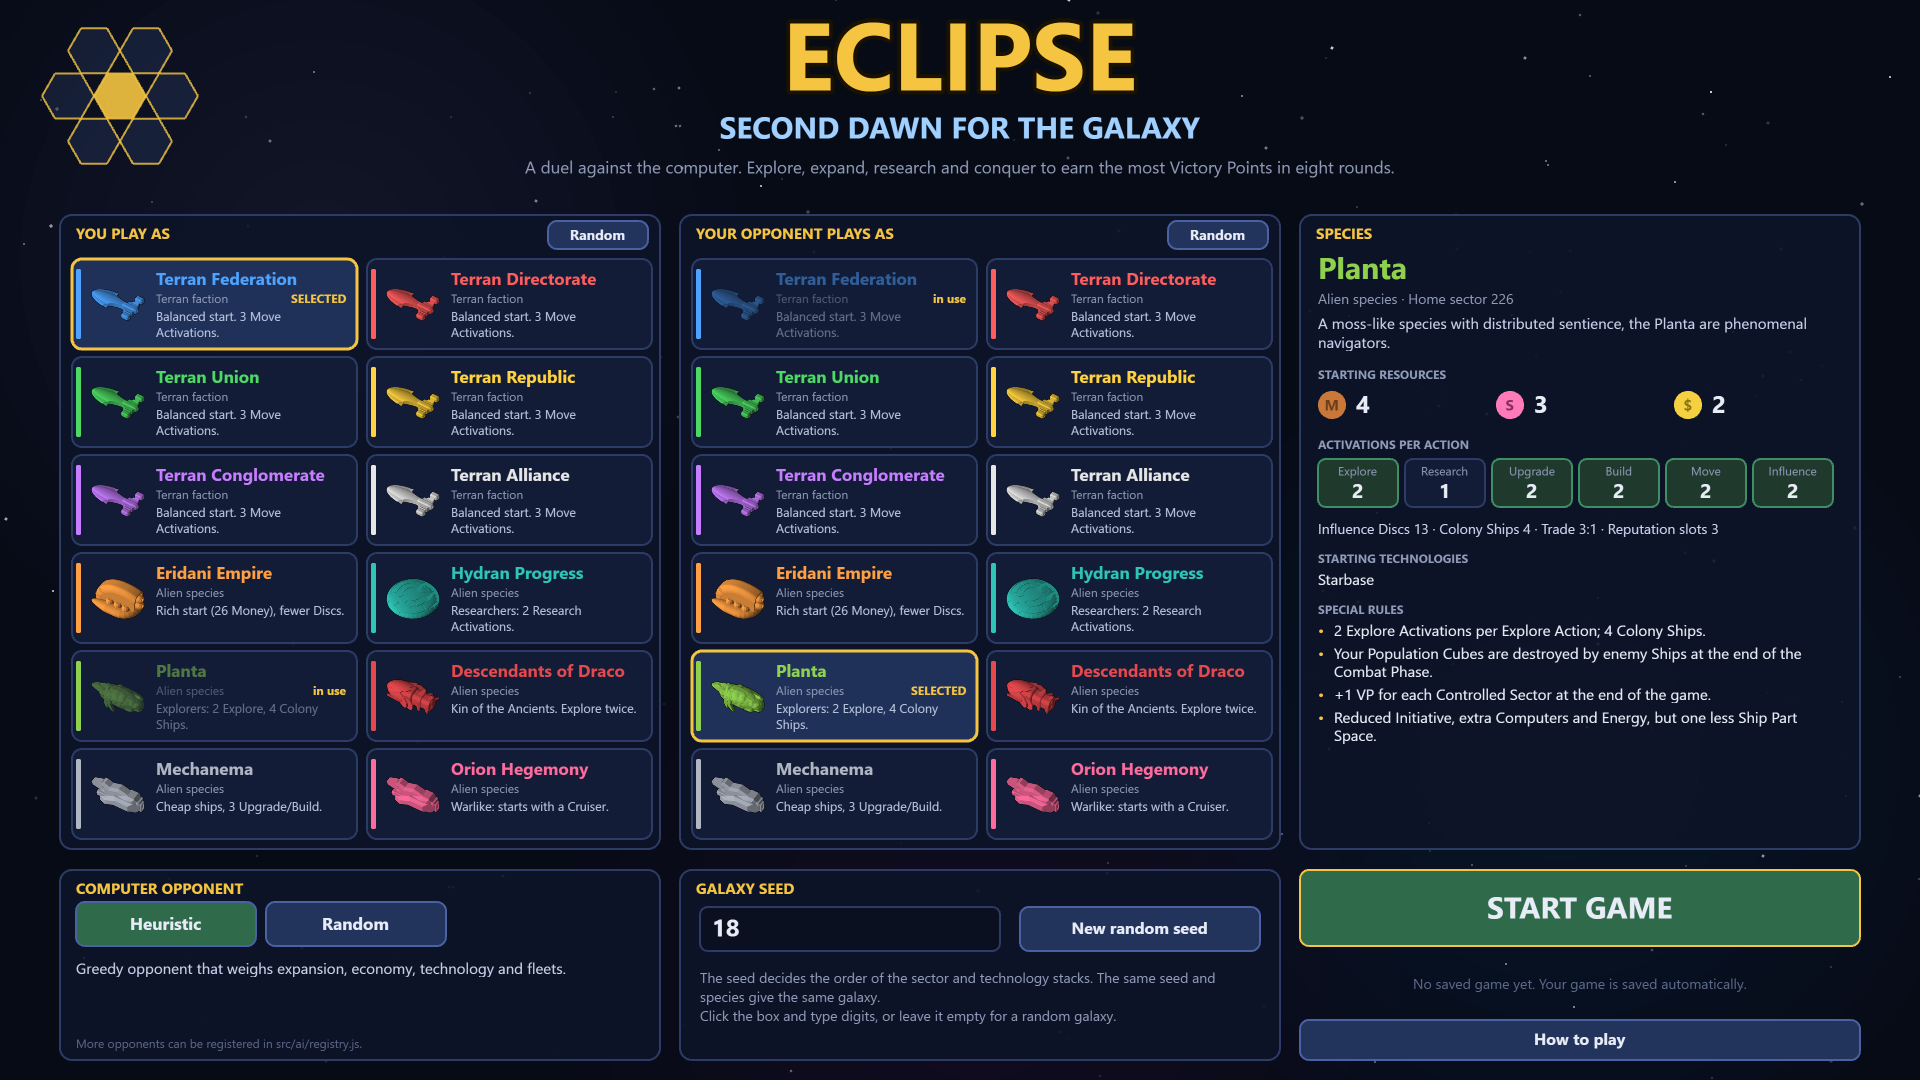 ECLIPSE
SECOND DAWN FOR THE GALAXY
A duel against the computer. Explore, expand, research and conquer to earn the most Victory Points in eight rounds.
YOU PLAY AS
Random
Terran Federation
Terran faction
SELECTED
Balanced start. 3 Move
Activations.
Terran Directorate
Terran faction
Balanced start. 3 Move
Activations.
Terran Union
Terran faction
Balanced start. 3 Move
Activations.
Terran Republic
Terran faction
Balanced start. 3 Move
Activations.
Terran Conglomerate
Terran faction
Balanced start. 3 Move
Activations.
Terran Alliance
Terran faction
Balanced start. 3 Move
Activations.
Eridani Empire
Alien species
Rich start (26 Money), fewer Discs.
Hydran Progress
Alien species
Researchers: 2 Research
Activations.
Planta
Alien species
in use
Explorers: 2 Explore, 4 Colony
Ships.
Descendants of Draco
Alien species
Kin of the Ancients. Explore twice.
Mechanema
Alien species
Cheap ships, 3 Upgrade/Build.
Orion Hegemony
Alien species
Warlike: starts with a Cruiser.
YOUR OPPONENT PLAYS AS
Random
Terran Federation
Terran faction
in use
Balanced start. 3 Move
Activations.
Terran Directorate
Terran faction
Balanced start. 3 Move
Activations.
Terran Union
Terran faction
Balanced start. 3 Move
Activations.
Terran Republic
Terran faction
Balanced start. 3 Move
Activations.
Terran Conglomerate
Terran faction
Balanced start. 3 Move
Activations.
Terran Alliance
Terran faction
Balanced start. 3 Move
Activations.
Eridani Empire
Alien species
Rich start (26 Money), fewer Discs.
Hydran Progress
Alien species
Researchers: 2 Research
Activations.
Planta
Alien species
SELECTED
Explorers: 2 Explore, 4 Colony
Ships.
Descendants of Draco
Alien species
Kin of the Ancients. Explore twice.
Mechanema
Alien species
Cheap ships, 3 Upgrade/Build.
Orion Hegemony
Alien species
Warlike: starts with a Cruiser.
SPECIES
Planta
Alien species · Home sector 226
A moss-like species with distributed sentience, the Planta are phenomenal
navigators.
STARTING RESOURCES
M 4 S 3 $ 2
ACTIVATIONS PER ACTION
Explore Research Upgrade Build Move Influence
2 1 2 2 2 2
Influence Discs 13 · Colony Ships 4 · Trade 3:1 · Reputation slots 3
STARTING TECHNOLOGIES
Starbase
SPECIAL RULES
• 2 Explore Activations per Explore Action; 4 Colony Ships.
• Your Population Cubes are destroyed by enemy Ships at the end of the
Combat Phase.
• +1 VP for each Controlled Sector at the end of the game.
• Reduced Initiative, extra Computers and Energy, but one less Ship Part
Space.
COMPUTER OPPONENT
Heuristic
Random
Greedy opponent that weighs expansion, economy, technology and fleets.
More opponents can be registered in src/ai/registry.js.
GALAXY SEED
18
New random seed
The seed decides the order of the sector and technology stacks. The same seed and
species give the same galaxy.
Click the box and type digits, or leave it empty for a random galaxy.
START GAME
No saved game yet. Your game is saved automatically.
How to play